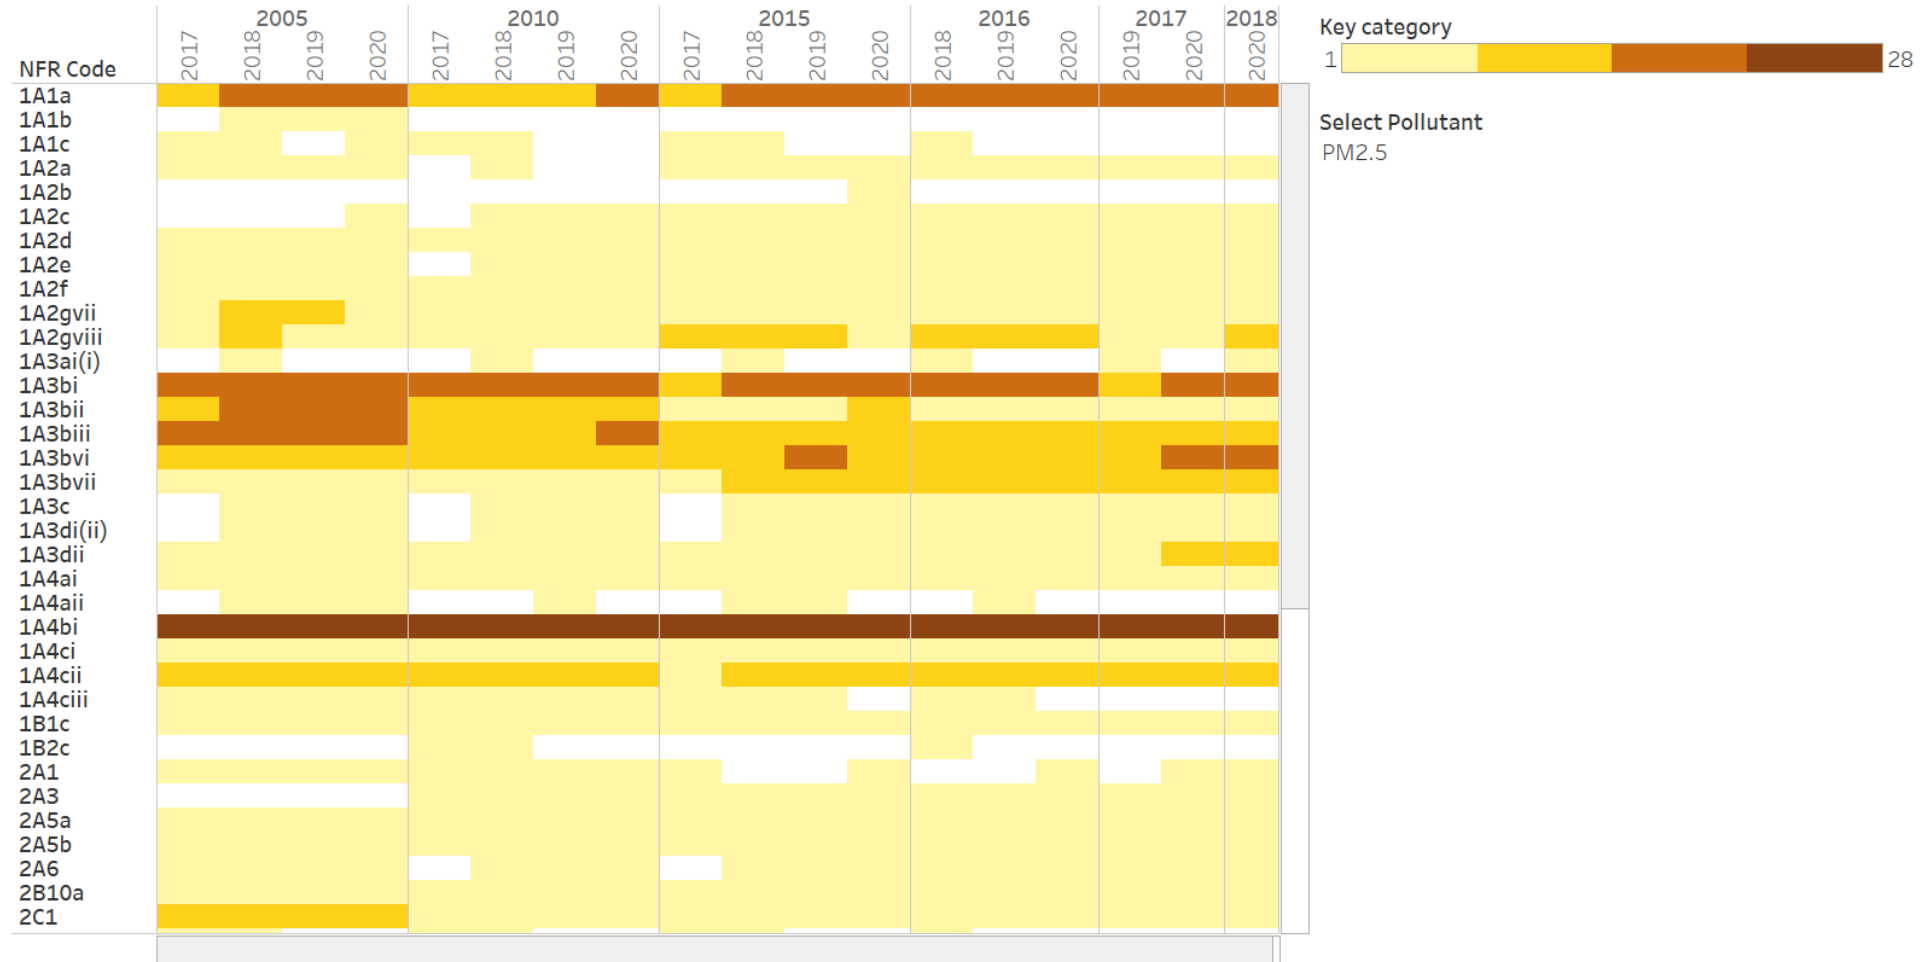 2005 2010 2015 2016 2017 2018
NFR Code 2017 2018 2019 2020 2017 2018 2019 2020 2017 2018 2019 2020 2018 2019 2020 2019 2020 2020
1A1a
1A1b
1A1c
1A2a
1A2b
1A2c
1A2d
1A2e
1A2f
1A2gvii
1A2gviii
1A3ai(i)
1A3bi
1A3bii
1A3biii
1A3bvi
1A3bvii
1A3c
1A3di(ii)
1A3dii
1A4ai
1A4aii
1A4bi
1A4ci
1A4cii
1A4ciii
1B1c
1B2c
2A1
2A3
2A5a
2A5b
2A6
2B10a
2C1
Key category
1 28
Select Pollutant
PM2.5